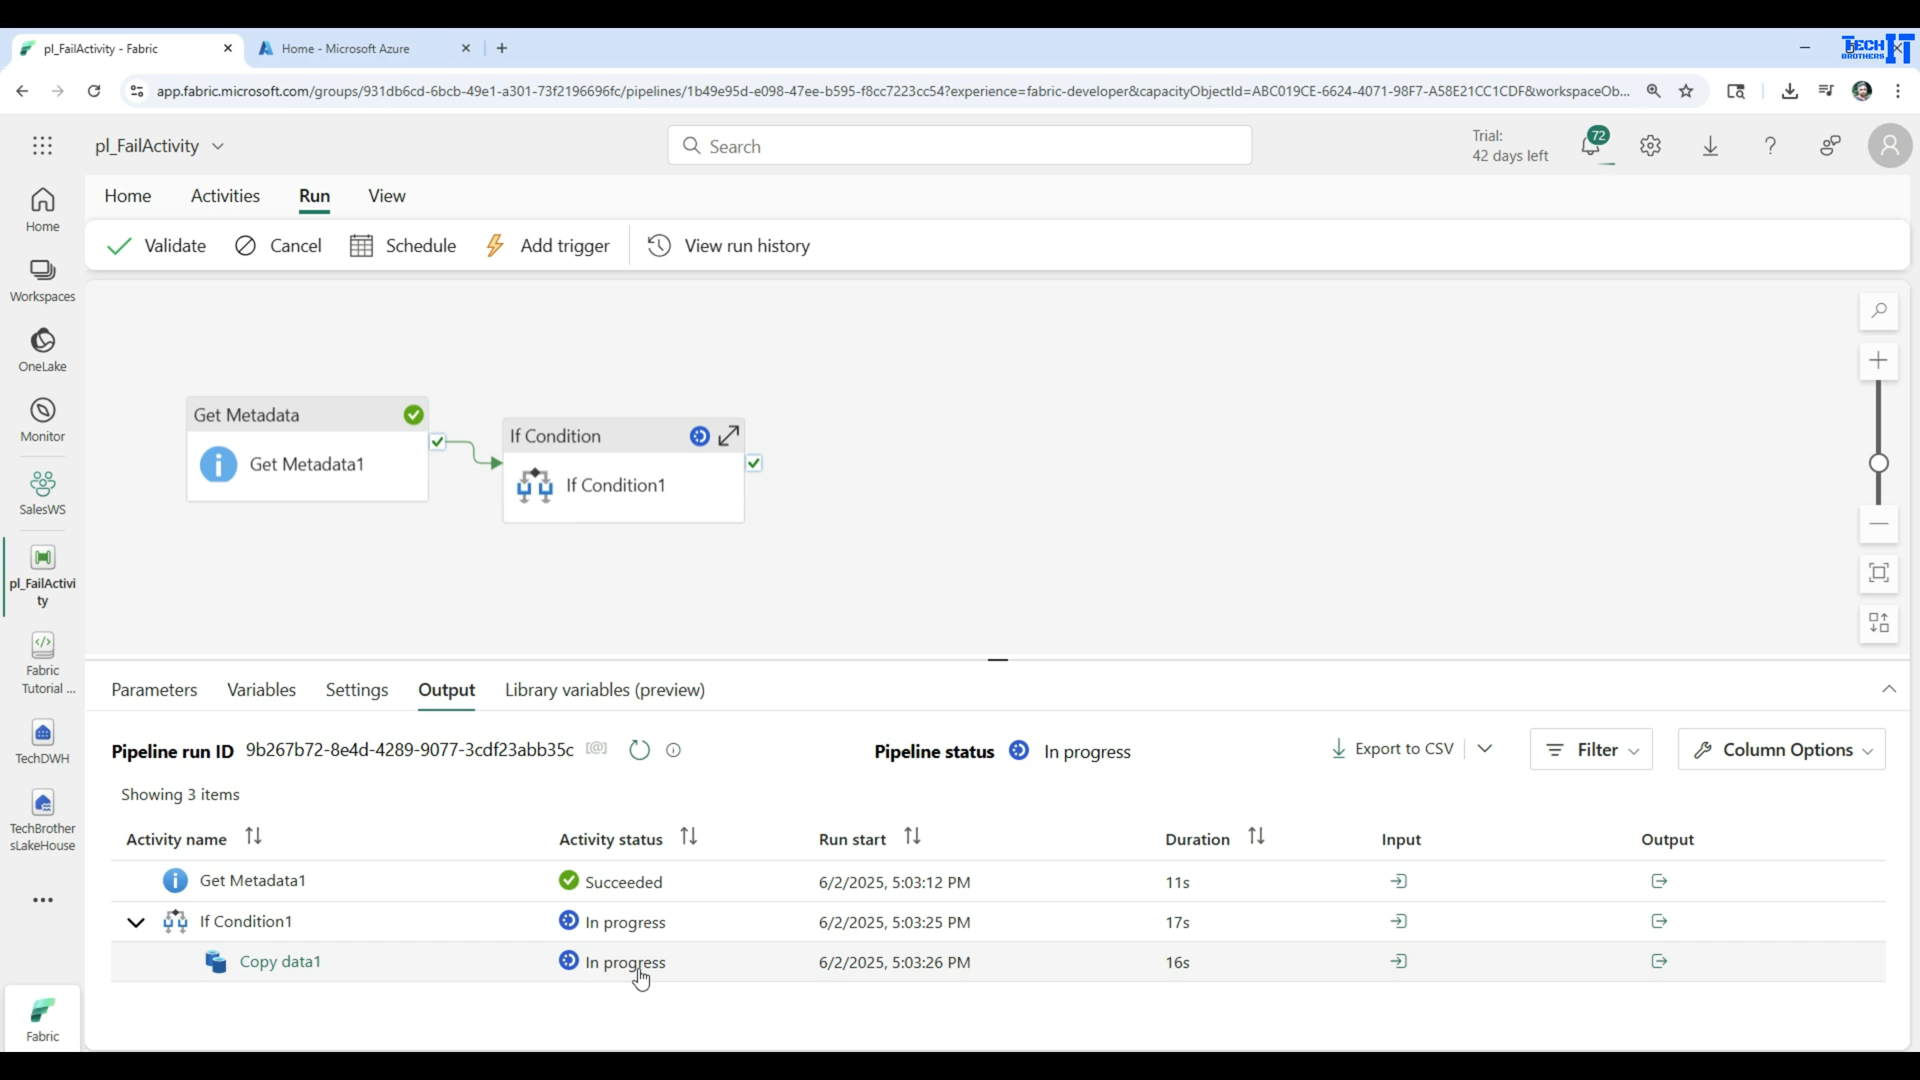 pl_FailActivity - Fabric
Home - Microsoft Azure
TECH IT
BROTHERS
app.fabric.microsoft.com/groups/931db6cd-6bcb-49e1-a301-73f2196696fc/pipelines/1b49e95d-e098-47ee-b595-f8cc7223cc54?experience=fabric-developer&capacityObjectId=ABC019CE-6624-4071-98F7-A58E21CC1CDF&workspaceOb...
pl_FailActivity
Search
Trial:
42 days left
72
Home Activities Run View
Validate Cancel Schedule Add trigger View run history
Home
Workspaces
OneLake
Monitor
SalesWS
pl_FailActivi
ty
Fabric
Tutorial ...
TechDWH
TechBrother
sLakeHouse
Fabric
Get Metadata
Get Metadata1
If Condition
If Condition1
Parameters Variables Settings Output Library variables (preview)
Pipeline run ID 9b267b72-8e4d-4289-9077-3cdf23abb35c Pipeline status In progress Export to CSV Filter Column Options
Showing 3 items
Activity name Activity status Run start Duration Input Output
Get Metadata1 Succeeded 6/2/2025, 5:03:12 PM 11s
If Condition1 In progress 6/2/2025, 5:03:25 PM 17s
Copy data1 In progress 6/2/2025, 5:03:26 PM 16s